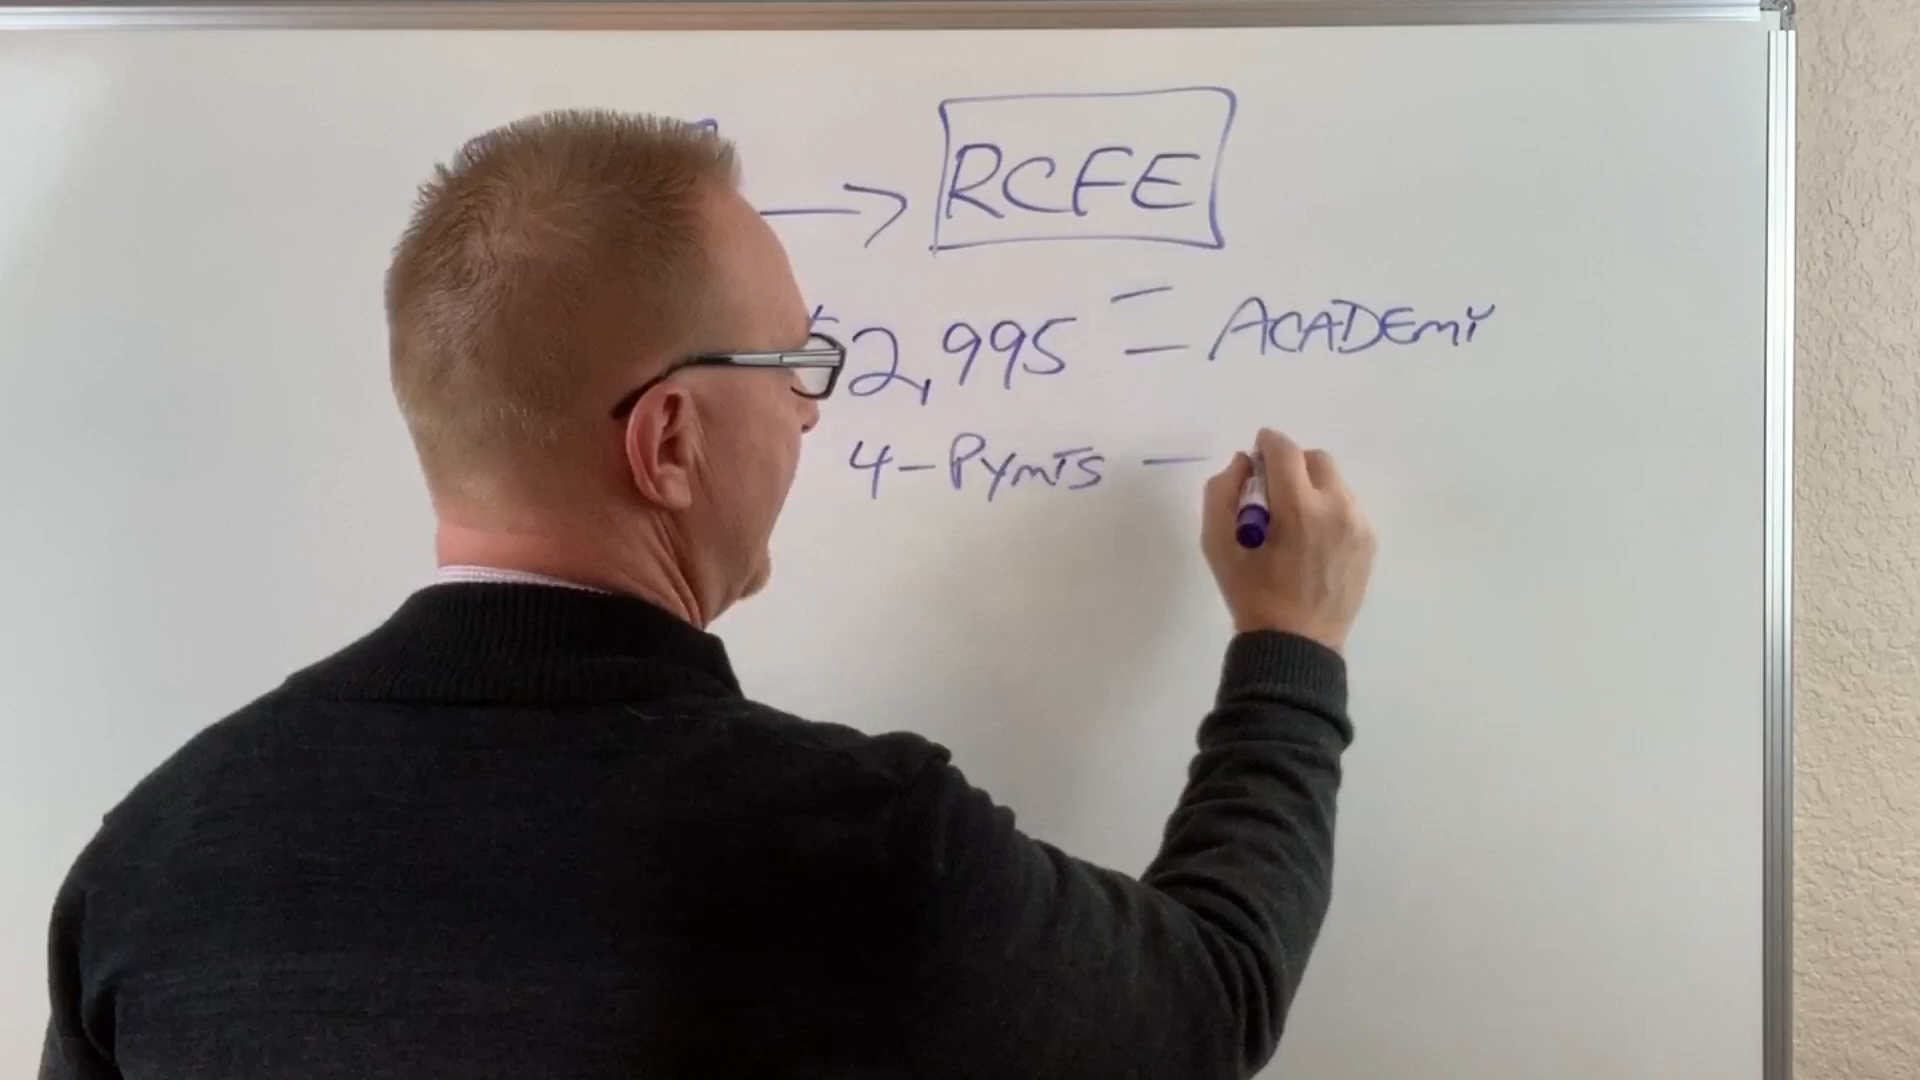 → RCFE
$2,995 = ACADEMY
4-PYMTS —